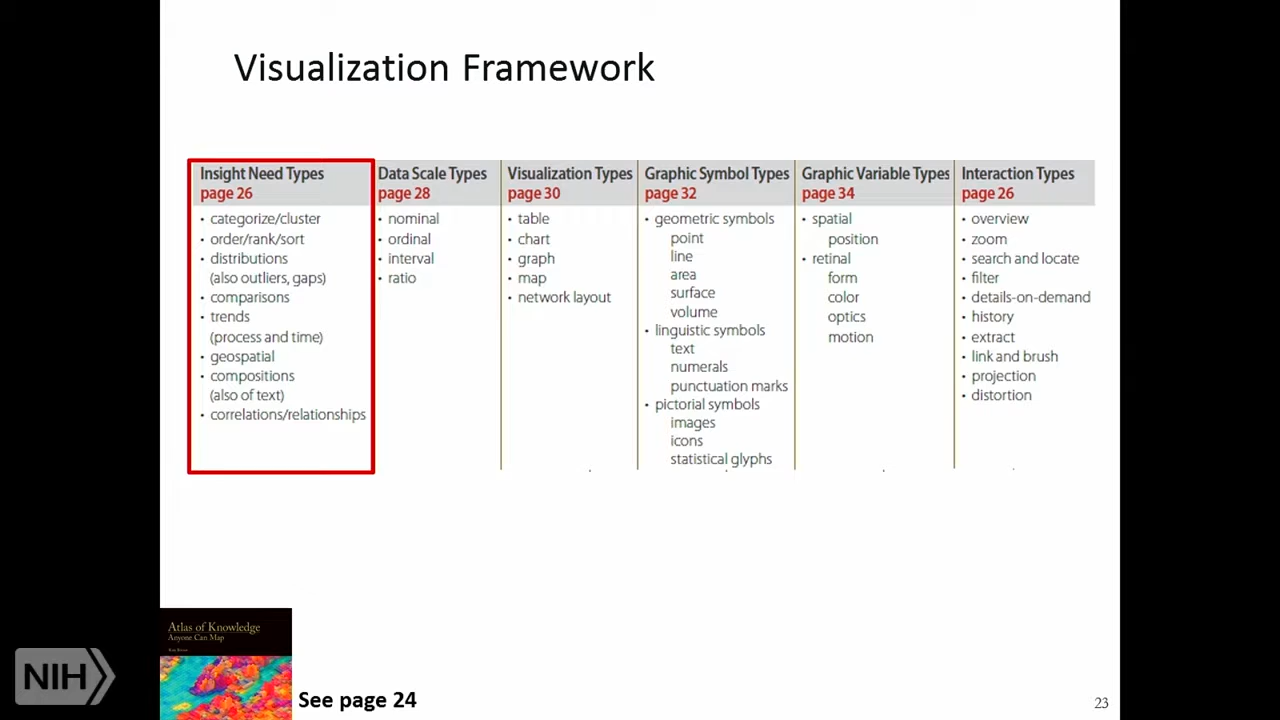 Visualization Framework
Insight Need Types
page 26
• categorize/cluster
• order/rank/sort
• distributions
(also outliers, gaps)
• comparisons
• trends
(process and time)
• geospatial
• compositions
(also of text)
• correlations/relationships
Data Scale Types
page 28
• nominal
• ordinal
• interval
• ratio
Visualization Types
page 30
• table
• chart
• graph
• map
• network layout
Graphic Symbol Types
page 32
• geometric symbols
point
line
area
surface
volume
• linguistic symbols
text
numerals
punctuation marks
• pictorial symbols
images
icons
statistical glyphs
Graphic Variable Types
page 34
• spatial
position
• retinal
form
color
optics
motion
Interaction Types
page 26
• overview
• zoom
• search and locate
• filter
• details-on-demand
• history
• extract
• link and brush
• projection
• distortion
Atlas of Knowledge
Anyone Can Map
NIH
See page 24
23